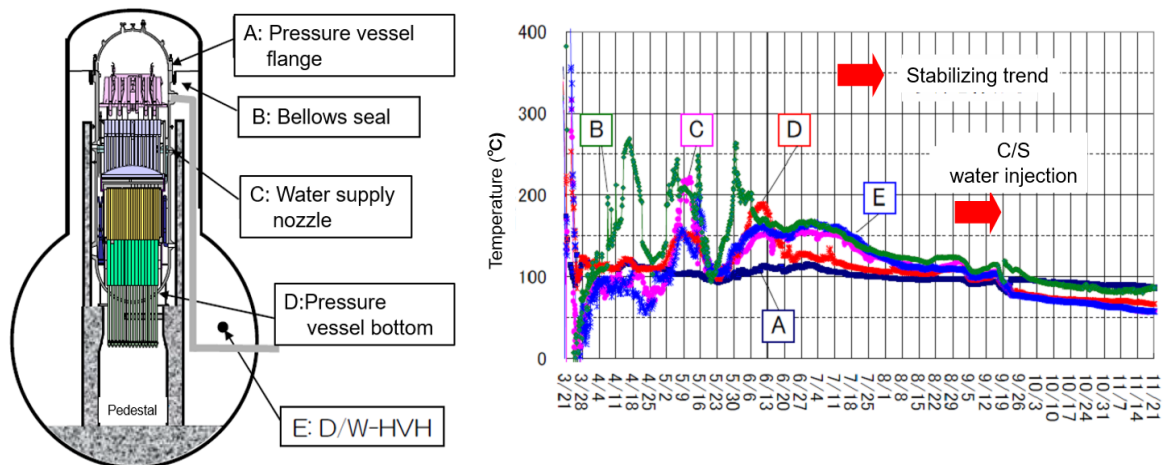 A: Pressure vessel
flange
B: Bellows seal
C: Water supply
nozzle
D:Pressure
vessel bottom
Pedestal
E: D/W-HVH
Temperature (℃)
400
350
300
250
200
150
100
50
0
Stabilizing trend
C/S
water injection
B
C
D
E
A
3/21
3/28
4/4
4/11
4/18
4/25
5/2
5/9
5/16
5/23
5/30
6/6
6/13
6/20
6/27
7/4
7/11
7/18
7/25
8/1
8/8
8/15
8/22
8/29
9/5
9/12
9/19
9/26
10/3
10/10
10/17
10/24
10/31
11/7
11/14
11/21